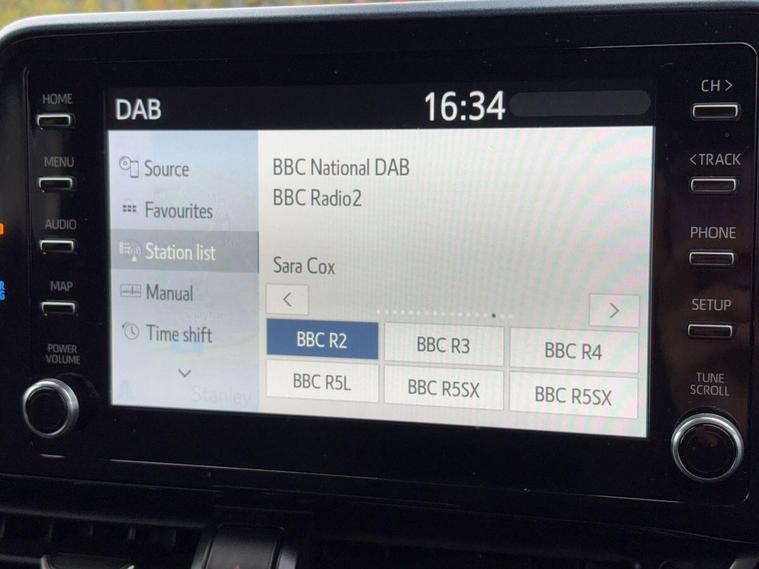 HOME
MENU
AUDIO
MAP
POWER
VOLUME
DAB
16:34
Source
Favourites
Station list
Manual
Time shift
Stanley
BBC National DAB
BBC Radio2
Sara Cox
< >
BBC R2 BBC R3 BBC R4
BBC R5L BBC R5SX BBC R5SX
CH >
< TRACK
PHONE
SETUP
TUNE
SCROLL